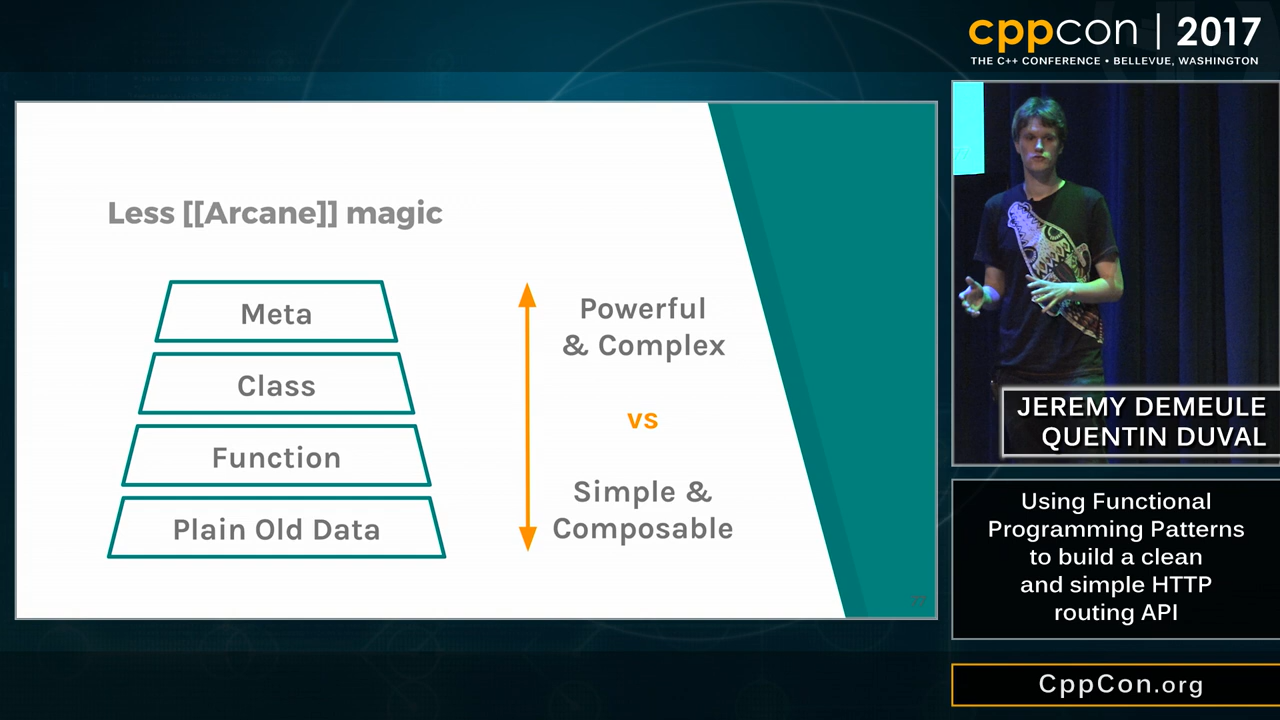 cppcon | 2017
THE C++ CONFERENCE • BELLEVUE, WASHINGTON
Less [[Arcane]] magic
Meta
Class
Function
Plain Old Data
Powerful
& Complex
vs
Simple &
Composable
77
JEREMY DEMEULE
QUENTIN DUVAL
Using Functional
Programming Patterns
to build a clean
and simple HTTP
routing API
CppCon.org